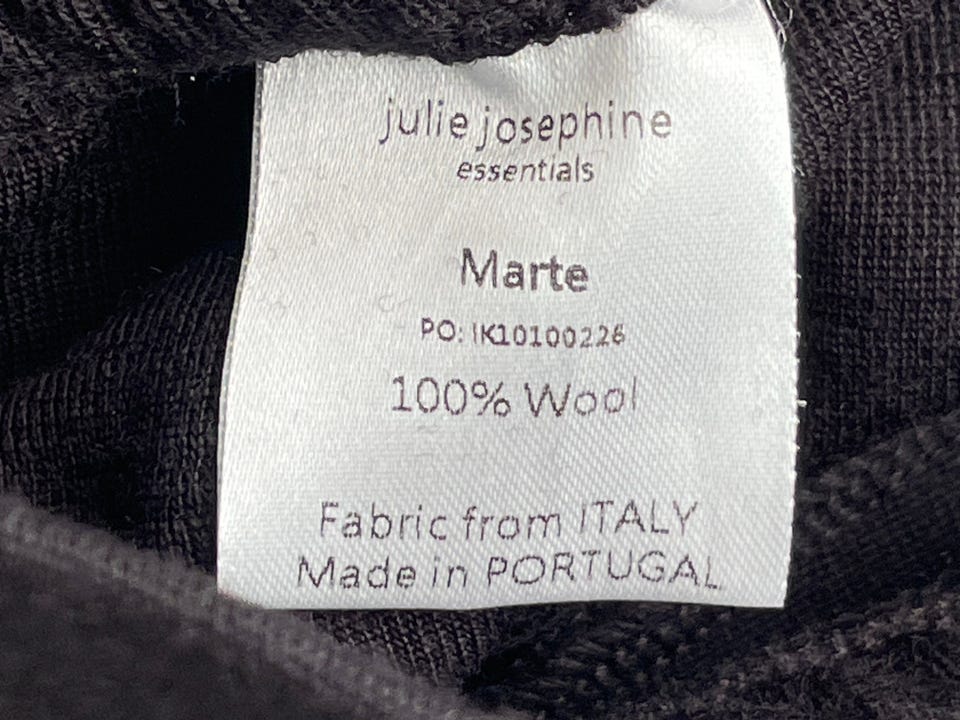 julie josephine
essentials
Marte
PO: IK10100226
100% Wool
Fabric from ITALY
Made in PORTUGAL